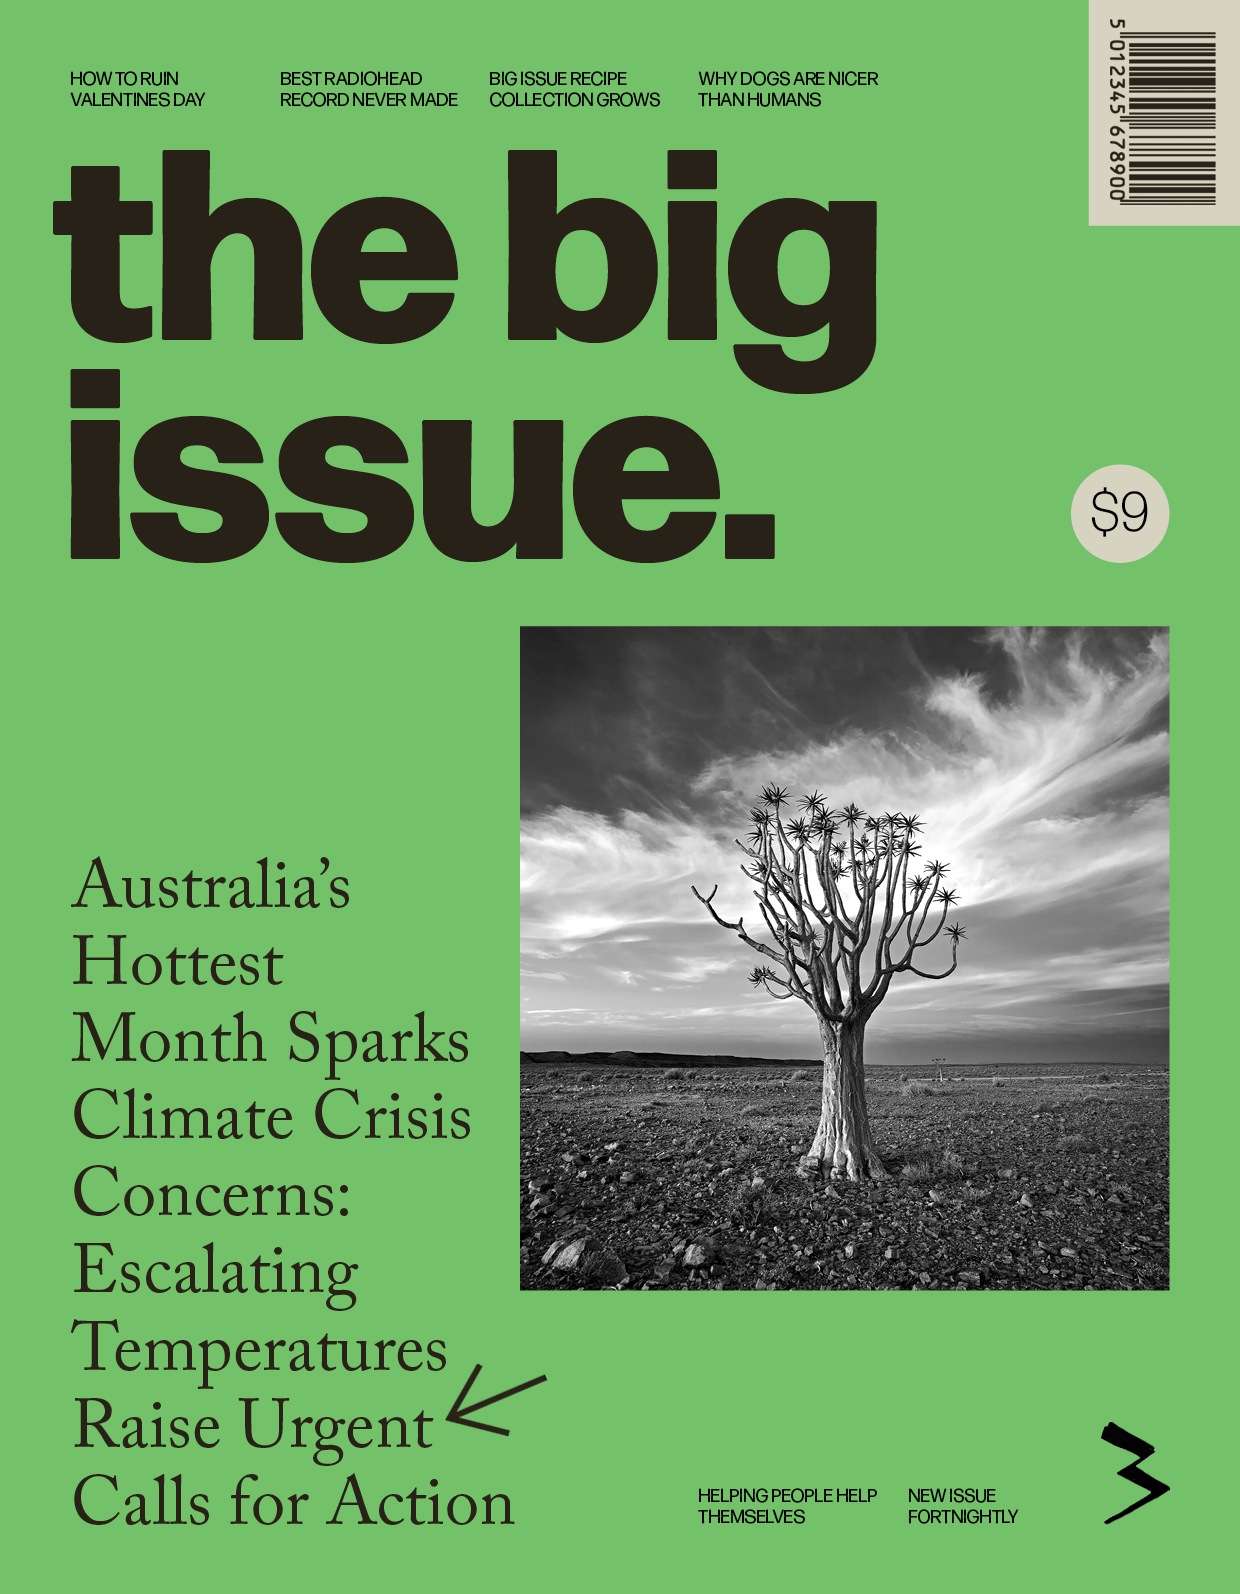 HOW TO RUIN
VALENTINES DAY
BEST RADIOHEAD
RECORD NEVER MADE
BIG ISSUE RECIPE
COLLECTION GROWS
WHY DOGS ARE NICER
THAN HUMANS
5 012345 678900
the big
issue.
$9
Australia’s
Hottest
Month Sparks
Climate Crisis
Concerns:
Escalating
Temperatures
Raise Urgent
Calls for Action
HELPING PEOPLE HELP
THEMSELVES
NEW ISSUE
FORTNIGHTLY